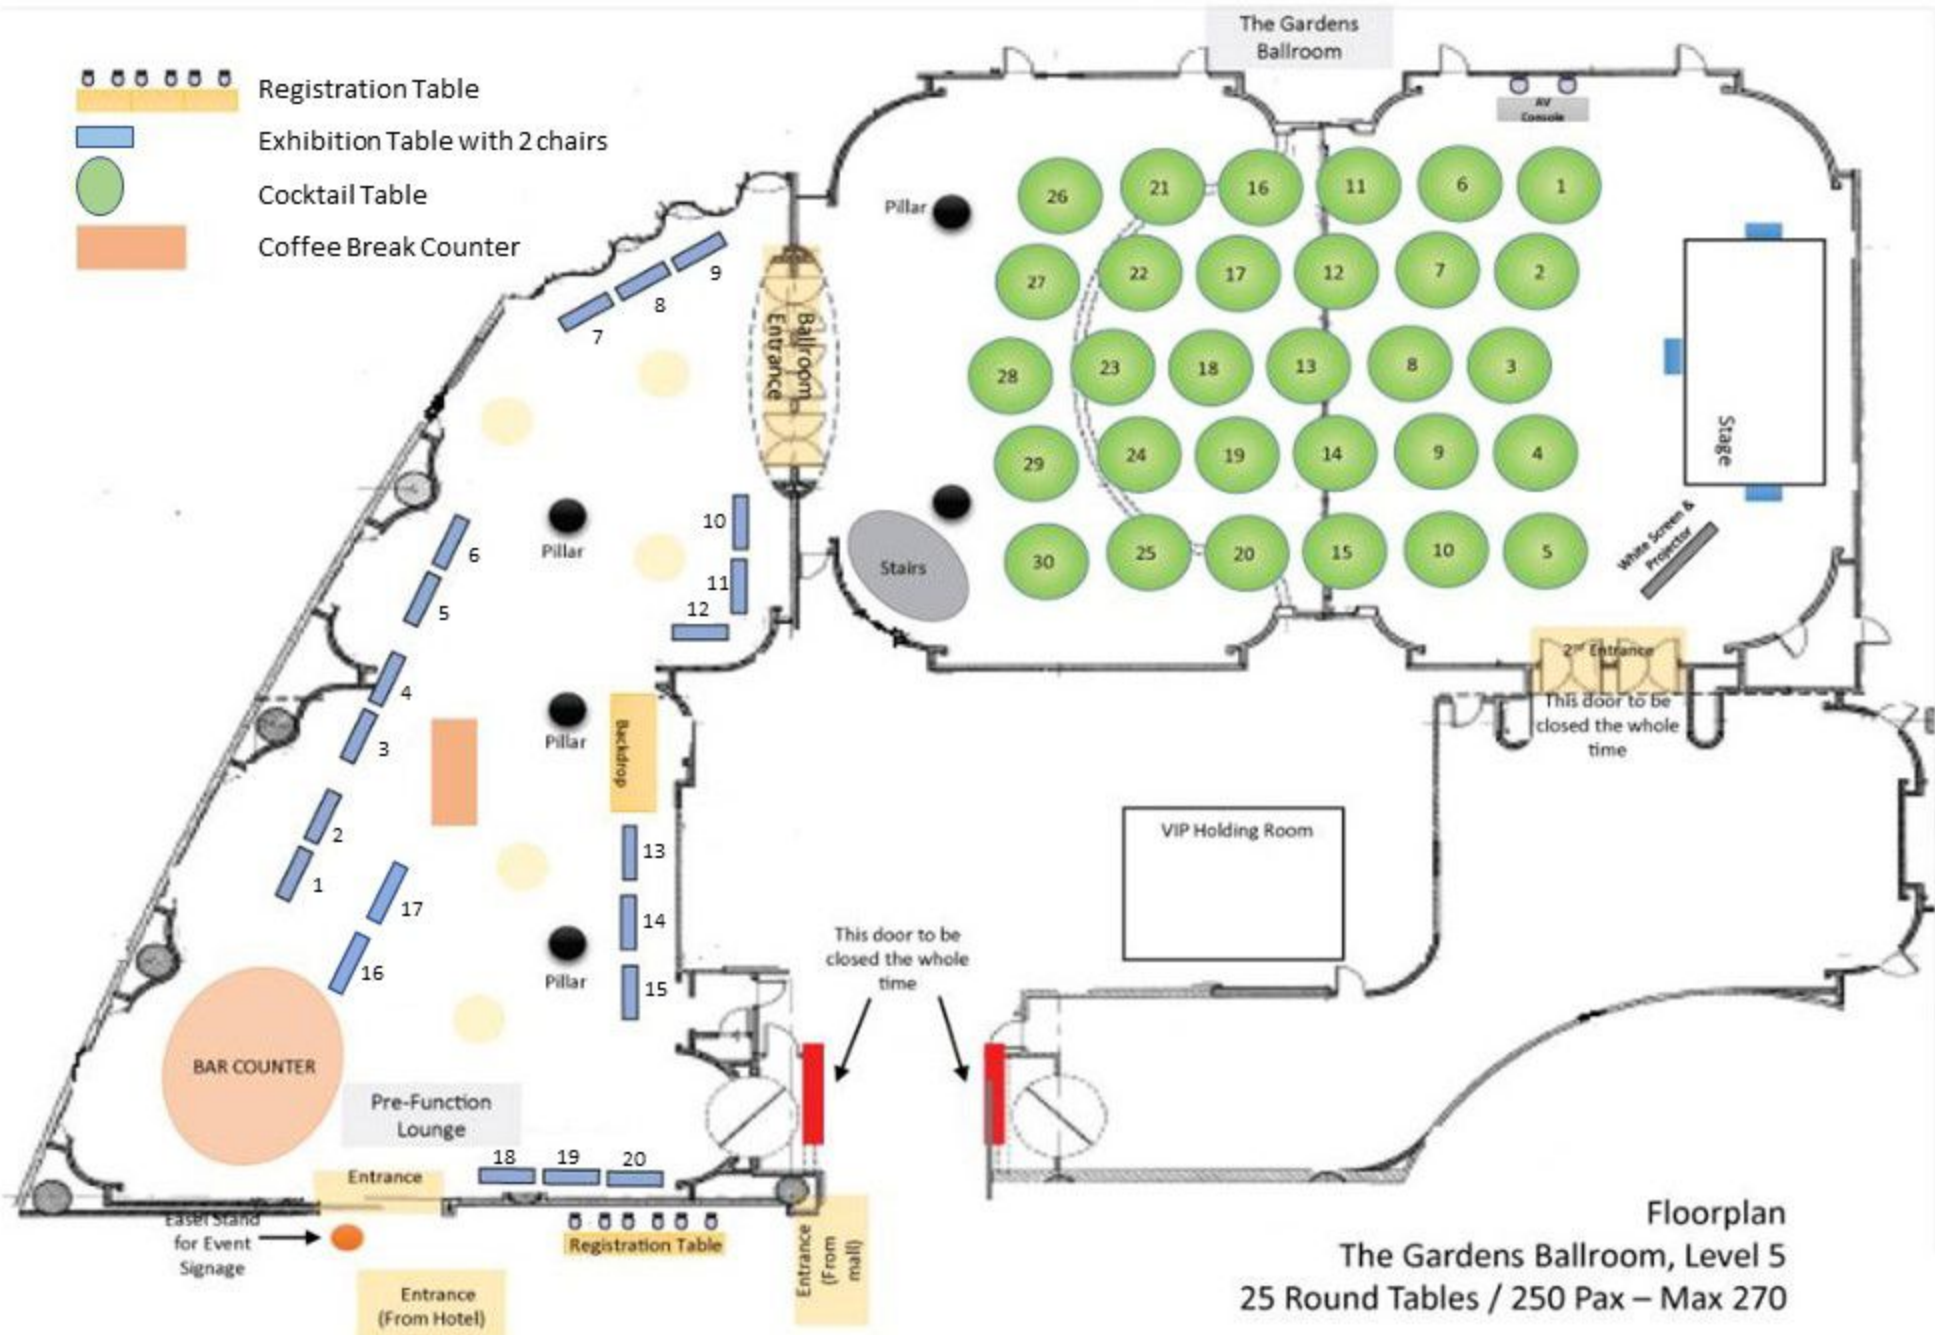 The Gardens
Ballroom
Registration Table
Exhibition Table with 2 chairs
Cocktail Table
Coffee Break Counter
AV
Console
Pillar
26
21
16
11
6
1
27
22
17
12
7
2
28
23
18
13
8
3
29
24
19
14
9
4
30
25
20
15
10
5
Stairs
Stage
White Screen &
Projector
2nd Entrance
This door to be
closed the whole
time
Ballroom
Entrance
9
8
7
10
11
12
6
5
4
3
2
1
17
16
Pillar
Pillar
Pillar
Backdrop
13
14
15
VIP Holding Room
This door to be
closed the whole
time
BAR COUNTER
Pre-Function
Lounge
18
19
20
Entrance
Easel Stand
for Event
Signage
Registration Table
Entrance
(From
mall)
Entrance
(From Hotel)
Floorplan
The Gardens Ballroom, Level 5
25 Round Tables / 250 Pax – Max 270